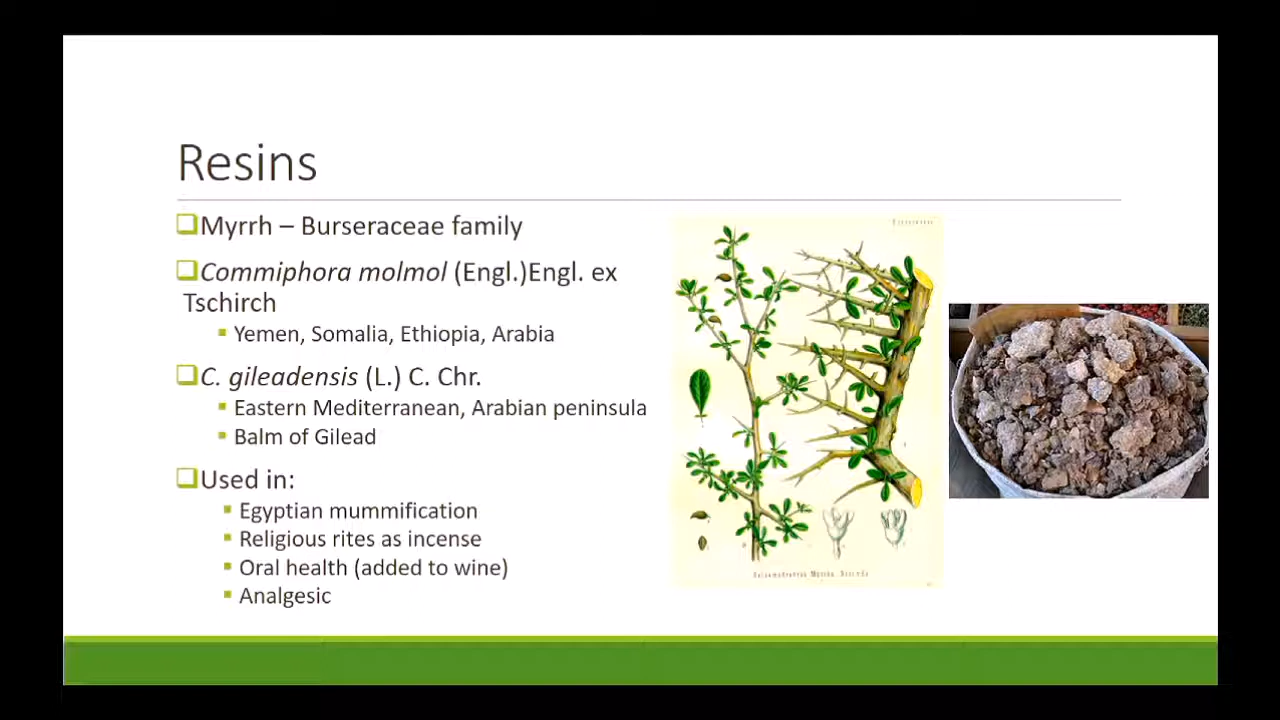 Resins
Myrrh – Burseraceae family
Commiphora molmol (Engl.)Engl. ex
Tschirch
Yemen, Somalia, Ethiopia, Arabia
C. gileadensis (L.) C. Chr.
Eastern Mediterranean, Arabian peninsula
Balm of Gilead
Used in:
Egyptian mummification
Religious rites as incense
Oral health (added to wine)
Analgesic